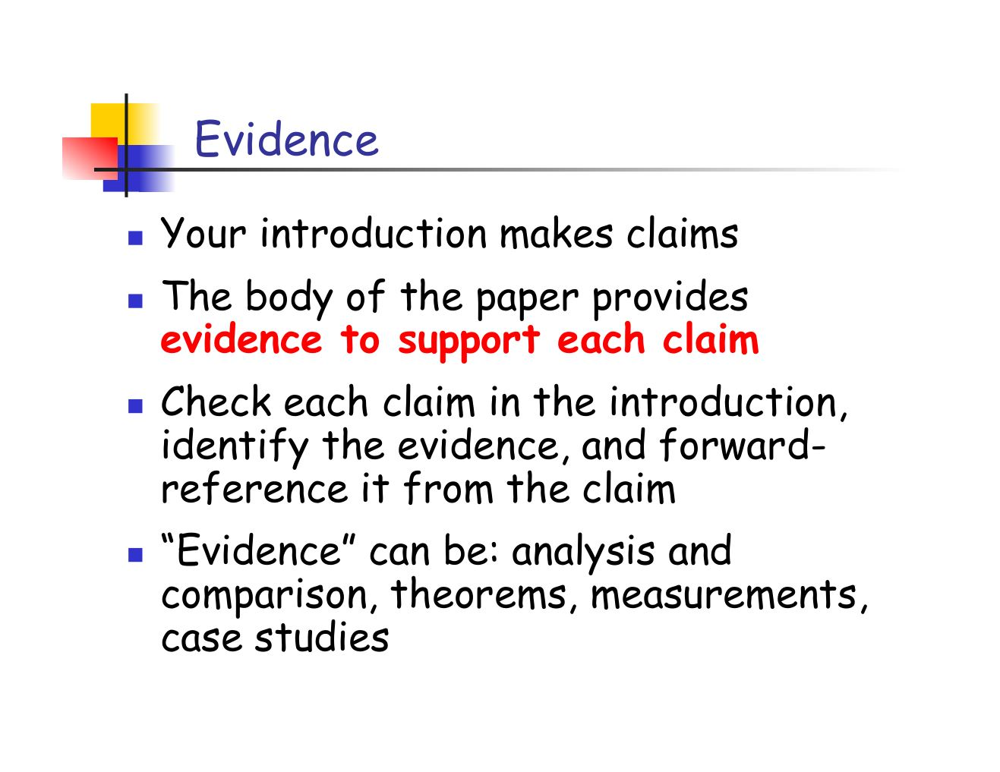 Evidence
Your introduction makes claims
The body of the paper provides
evidence to support each claim
Check each claim in the introduction,
identify the evidence, and forward-
reference it from the claim
“Evidence” can be: analysis and
comparison, theorems, measurements,
case studies